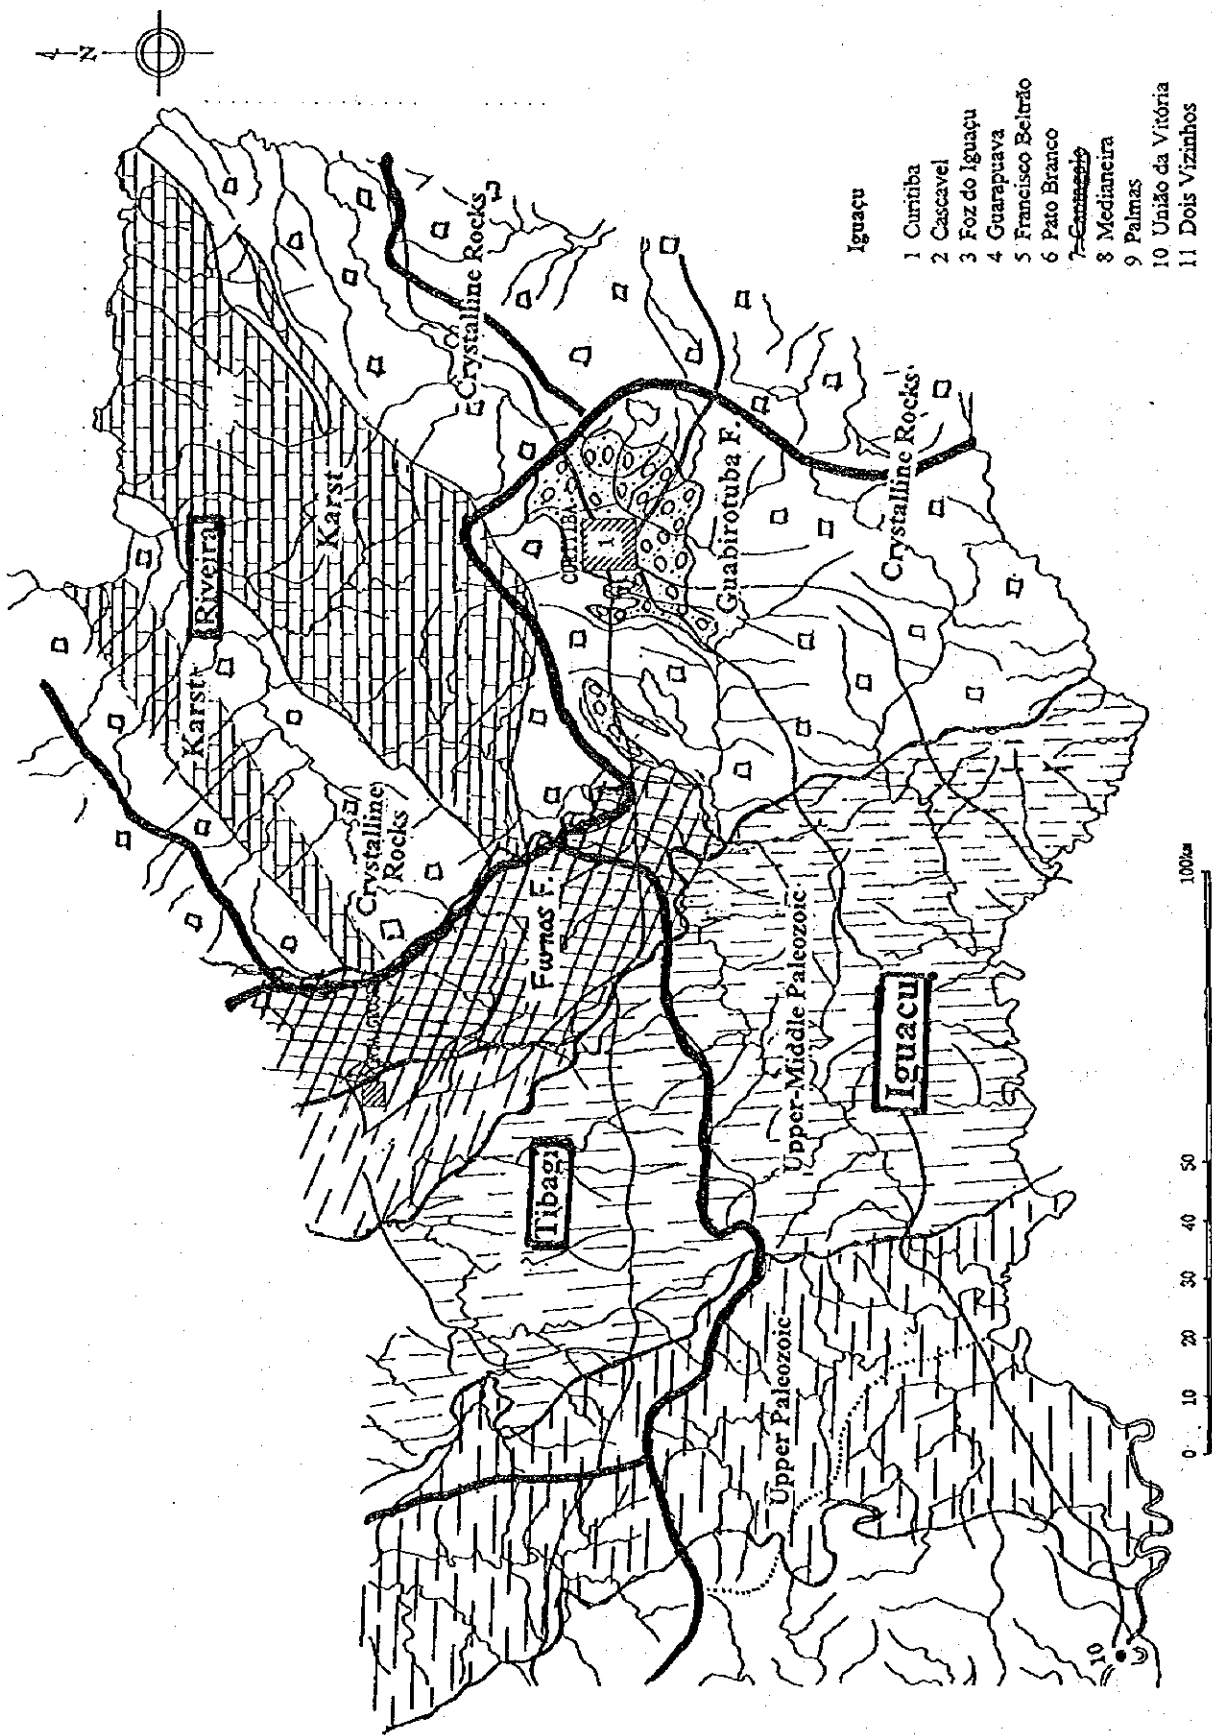 N
Riveira
Karst
Karst
Crystalline Rocks
Crystalline
Rocks
Furnas F.
CORITIBA
1
Guabirotuba F.
Crystalline Rocks
Tibagi
Upper-Middle Paleozoic
Iguacu
Upper Paleozoic
10
0 10 20 30 40 50 100km
Iguaçu
1 Curitiba
2 Cascavel
3 Foz do Iguaçu
4 Guarapuava
5 Francisco Beltrão
6 Pato Branco
8 Medianeira
9 Palmas
10 União da Vitória
11 Dois Vizinhos